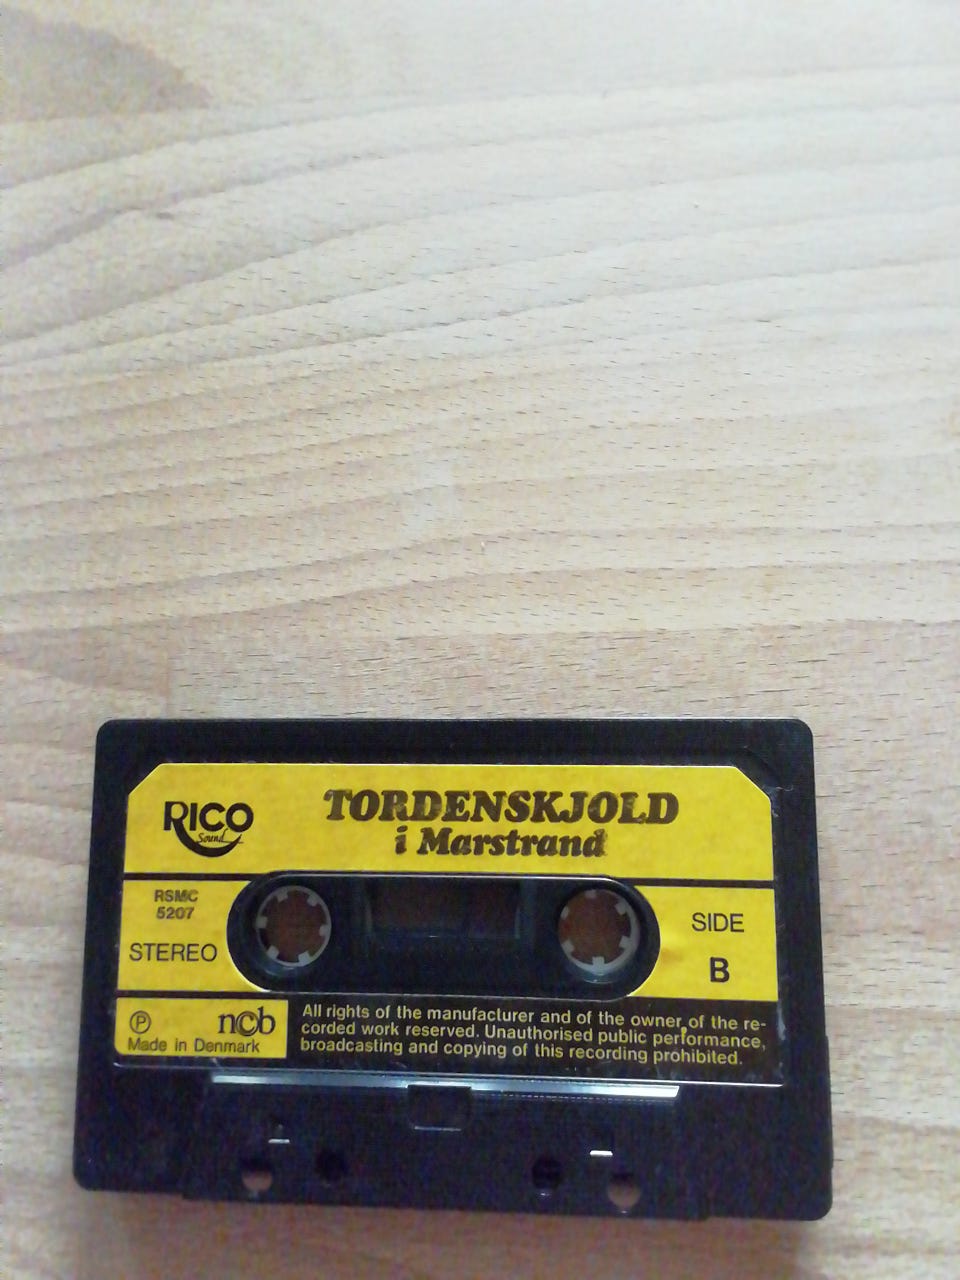 RICO
Sound
TORDENSKJOLD
i Marstrand
RSMC
5207
STEREO
SIDE
B
Ⓟ
ncb
Made in Denmark
All rights of the manufacturer and of the owner of the re-
corded work reserved. Unauthorised public performance,
broadcasting and copying of this recording prohibited.